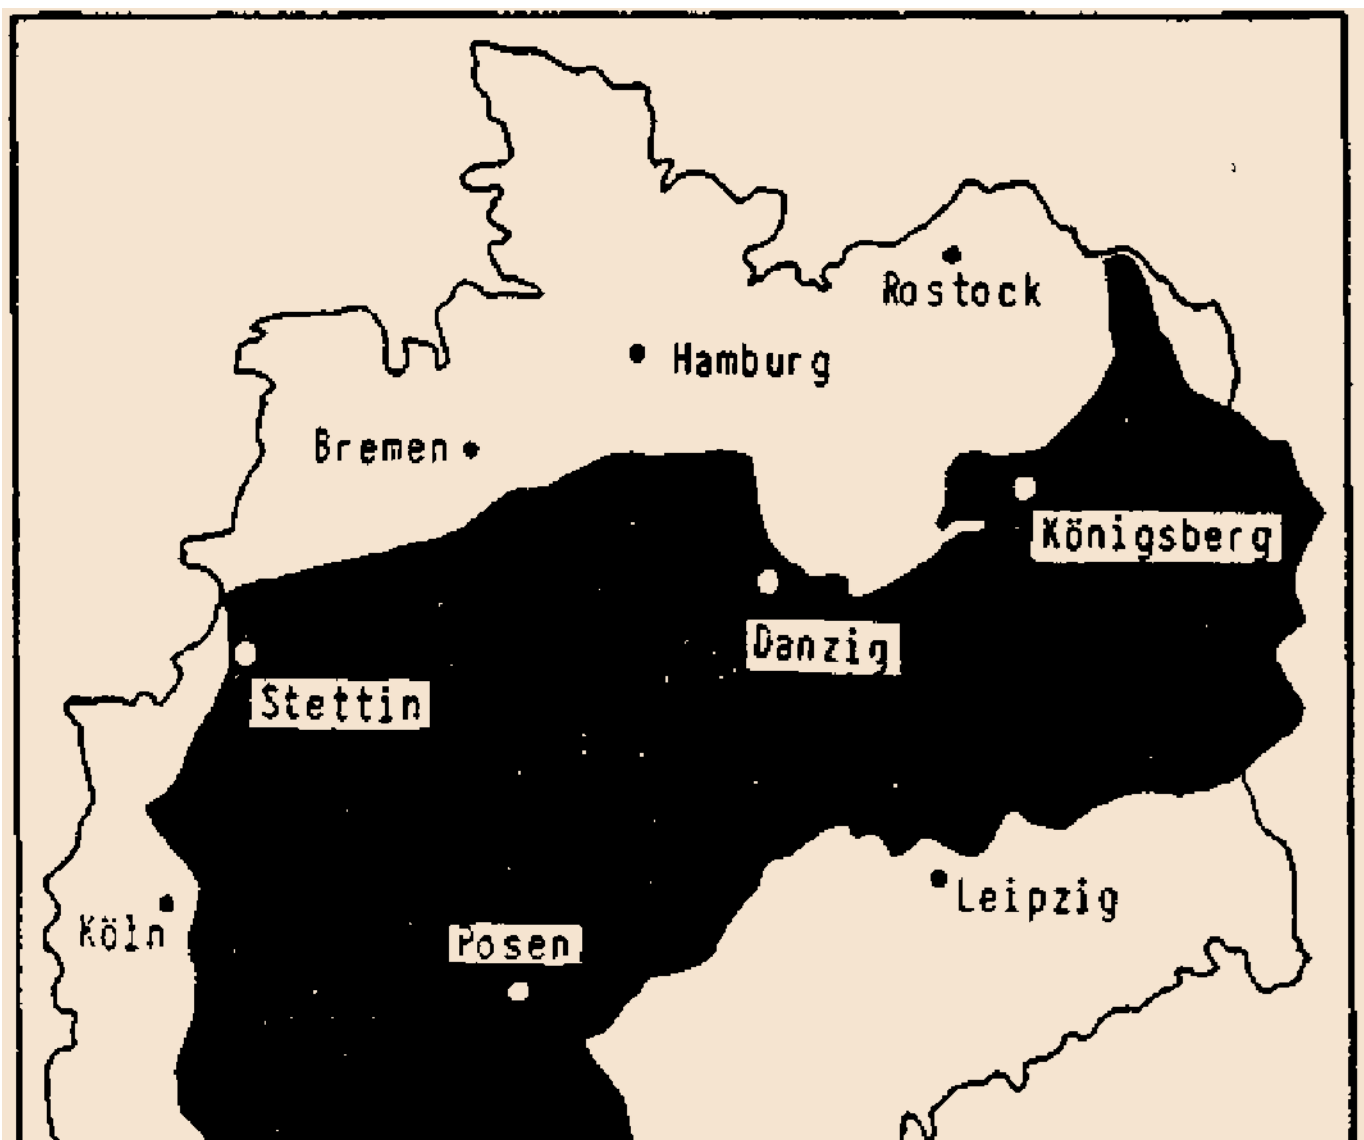 Rostock
Hamburg
Bremen
Königsberg
Danzig
Stettin
Leipzig
Köln
Posen